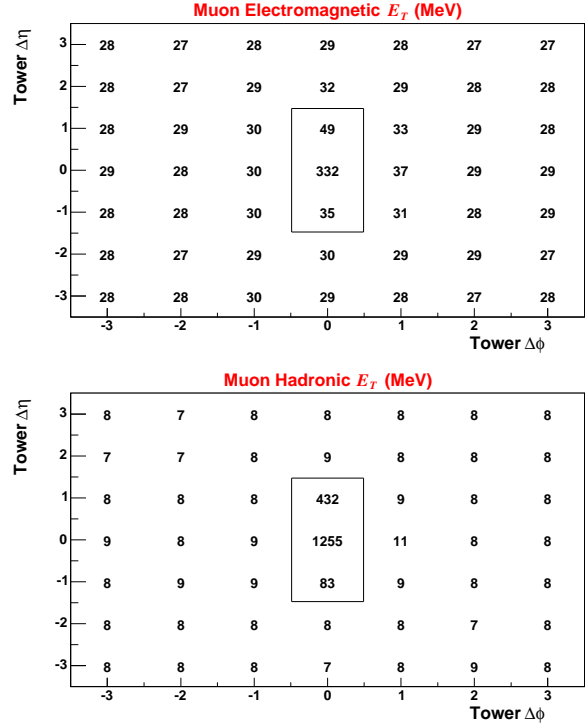 Muon Electromagnetic E_T (MeV)
Tower Δη
3 28 27 28 29 28 27 27
2 28 27 29 32 29 28 28
1 28 29 30 49 33 29 28
0 29 28 30 332 37 29 29
-1 28 28 30 35 31 28 29
-2 28 27 29 30 29 29 27
-3 28 28 30 29 28 27 28
-3 -2 -1 0 1 2 3
Tower Δϕ
Muon Hadronic E_T (MeV)
Tower Δη
3 8 7 8 8 8 8 8
2 7 7 8 9 8 8 8
1 8 8 8 432 9 8 8
0 9 8 9 1255 11 8 8
-1 8 9 9 83 9 8 8
-2 8 8 8 8 8 7 8
-3 8 8 8 7 8 9 8
-3 -2 -1 0 1 2 3
Tower Δϕ